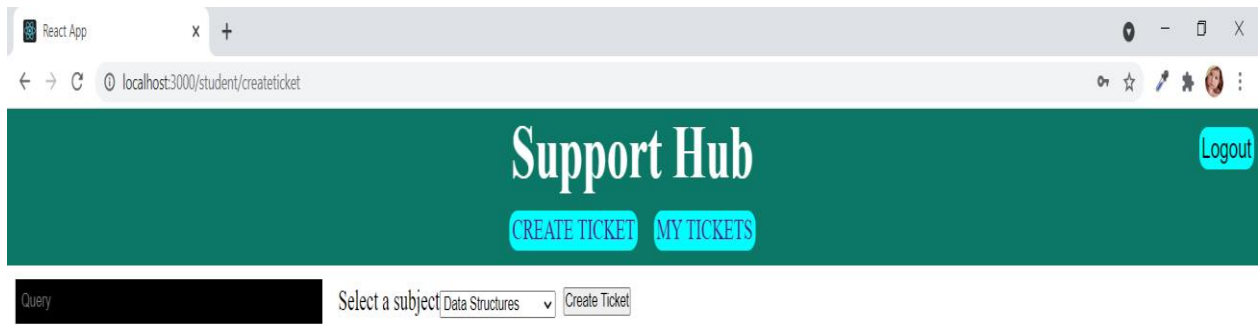 React App
localhost:3000/student/createticket
Support Hub
Logout
CREATE TICKET MY TICKETS
Query Select a subject Data Structures Create Ticket